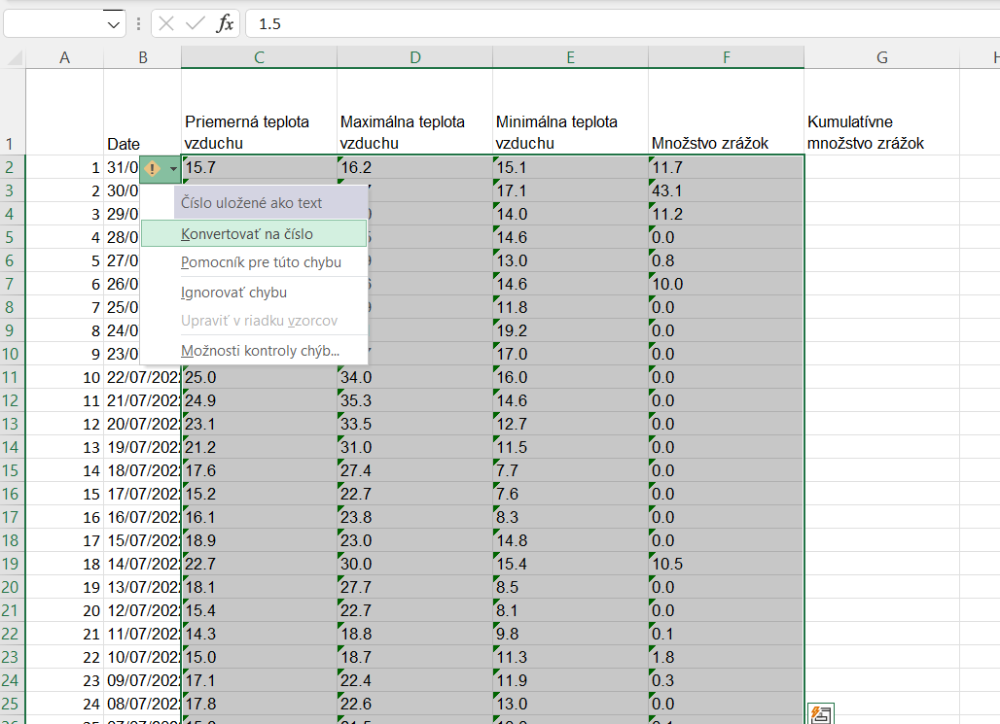 fx 1.5
A B C D E F G H
1 Date Priemerná teplota vzduchu Maximálna teplota vzduchu Minimálna teplota vzduchu Množstvo zrážok Kumulatívne množstvo zrážok
2 1 31/0 15.7 16.2 15.1 11.7
3 2 30/0 17.1 43.1
Číslo uložené ako text
4 3 29/0 14.0 11.2
5 4 28/0 Konvertovať na číslo 14.6 0.0
6 5 27/0 Pomocník pre túto chybu 13.0 0.8
7 6 26/0 14.6 10.0
Ignorovať chybu
8 7 25/0 11.8 0.0
Upraviť v riadku vzorcov
9 8 24/0 19.2 0.0
10 9 23/0 Možnosti kontroly chýb... 17.0 0.0
11 10 22/07/202 25.0 34.0 16.0 0.0
12 11 21/07/202 24.9 35.3 14.6 0.0
13 12 20/07/202 23.1 33.5 12.7 0.0
14 13 19/07/202 21.2 31.0 11.5 0.0
15 14 18/07/202 17.6 27.4 7.7 0.0
16 15 17/07/202 15.2 22.7 7.6 0.0
17 16 16/07/202 16.1 23.8 8.3 0.0
18 17 15/07/202 18.9 23.0 14.8 0.0
19 18 14/07/202 22.7 30.0 15.4 10.5
20 19 13/07/202 18.1 27.7 8.5 0.0
21 20 12/07/202 15.4 22.7 8.1 0.0
22 21 11/07/202 14.3 18.8 9.8 0.1
23 22 10/07/202 15.0 18.7 11.3 1.8
24 23 09/07/202 17.1 22.4 11.9 0.3
25 24 08/07/202 17.8 22.6 13.0 0.0